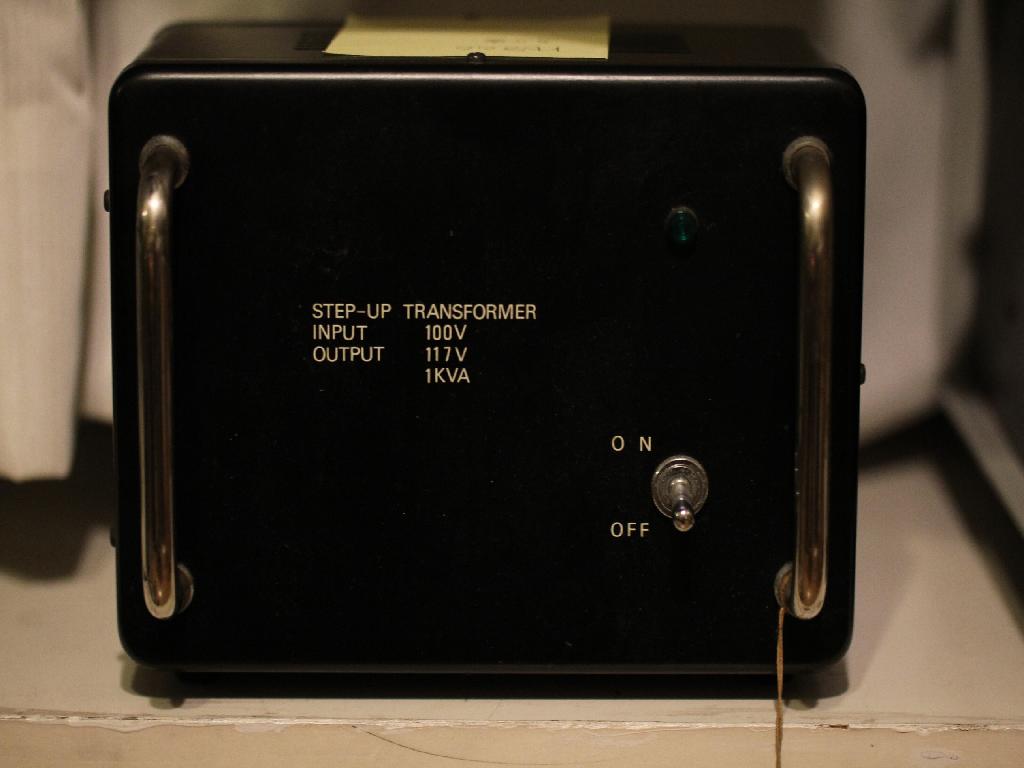 STEP-UP TRANSFORMER
INPUT 100V
OUTPUT 117V
1KVA
ON
OFF